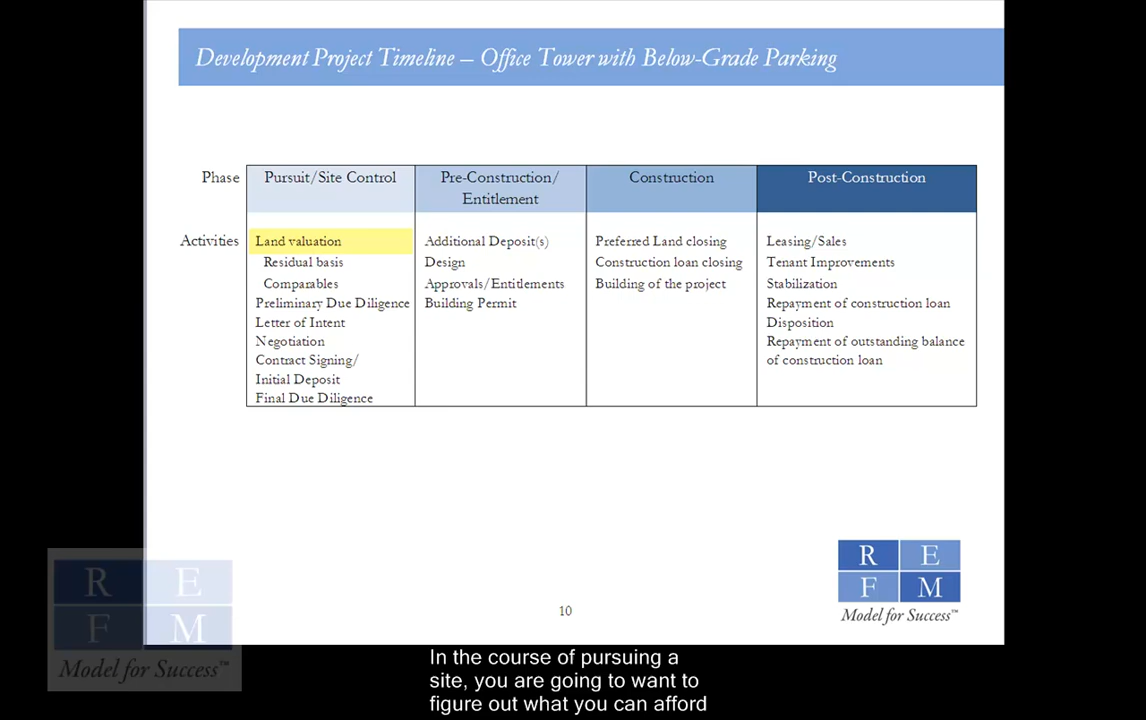 Development Project Timeline – Office Tower with Below-Grade Parking
Phase
Pursuit/Site Control
Pre-Construction/
Entitlement
Construction
Post-Construction
Activities
Land valuation
Residual basis
Comparables
Preliminary Due Diligence
Letter of Intent
Negotiation
Contract Signing/
Initial Deposit
Final Due Diligence
Additional Deposit(s)
Design
Approvals/Entitlements
Building Permit
Preferred Land closing
Construction loan closing
Building of the project
Leasing/Sales
Tenant Improvements
Stabilization
Repayment of construction loan
Disposition
Repayment of outstanding balance
of construction loan
R E
F M
Model for Success™
R E
F M
Model for Success™
10
In the course of pursuing a
site, you are going to want to
figure out what you can afford